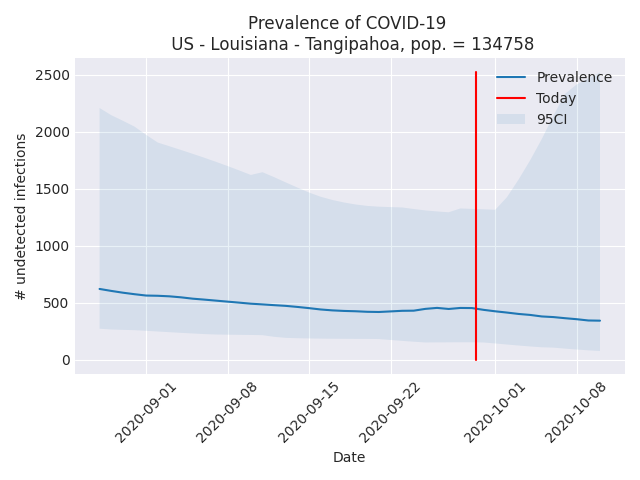 Prevalence of COVID-19
US - Louisiana - Tangipahoa, pop. = 134758
# undetected infections
2500
2000
1500
1000
500
0
Prevalence
Today
95CI
2020-09-01
2020-09-08
2020-09-15
2020-09-22
2020-10-01
2020-10-08
Date